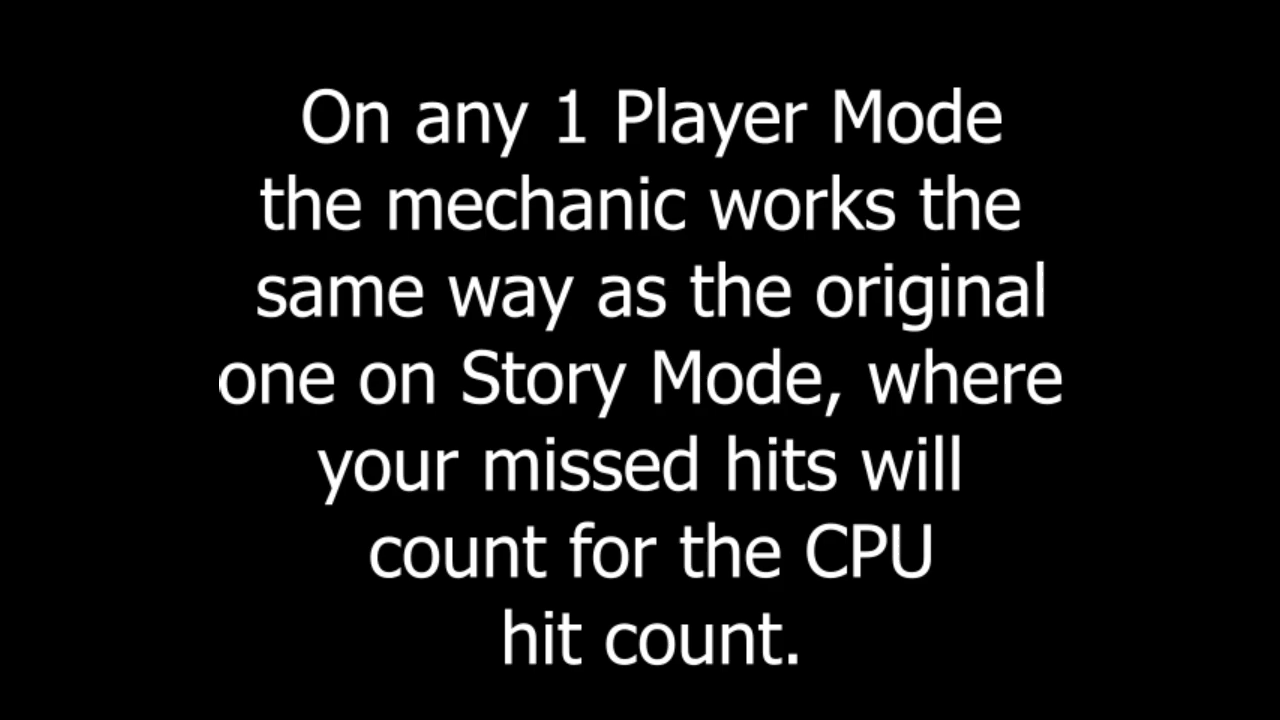 On any 1 Player Mode
the mechanic works the
same way as the original
one on Story Mode, where
your missed hits will
count for the CPU
hit count.